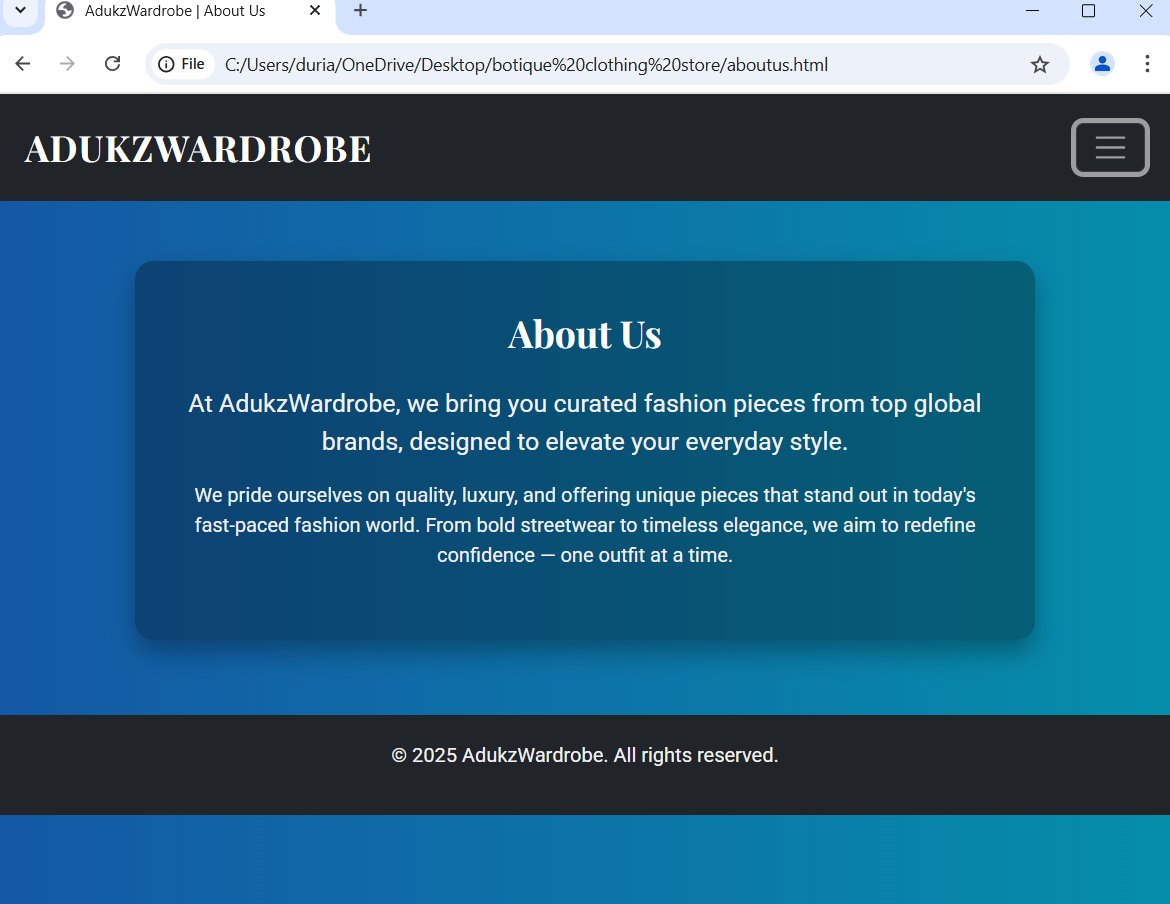 AdukzWardrobe | About Us
File C:/Users/duria/OneDrive/Desktop/botique%20clothing%20store/aboutus.html
ADUKZWARDROBE
About Us
At AdukzWardrobe, we bring you curated fashion pieces from top global
brands, designed to elevate your everyday style.
We pride ourselves on quality, luxury, and offering unique pieces that stand out in today's
fast-paced fashion world. From bold streetwear to timeless elegance, we aim to redefine
confidence — one outfit at a time.
© 2025 AdukzWardrobe. All rights reserved.